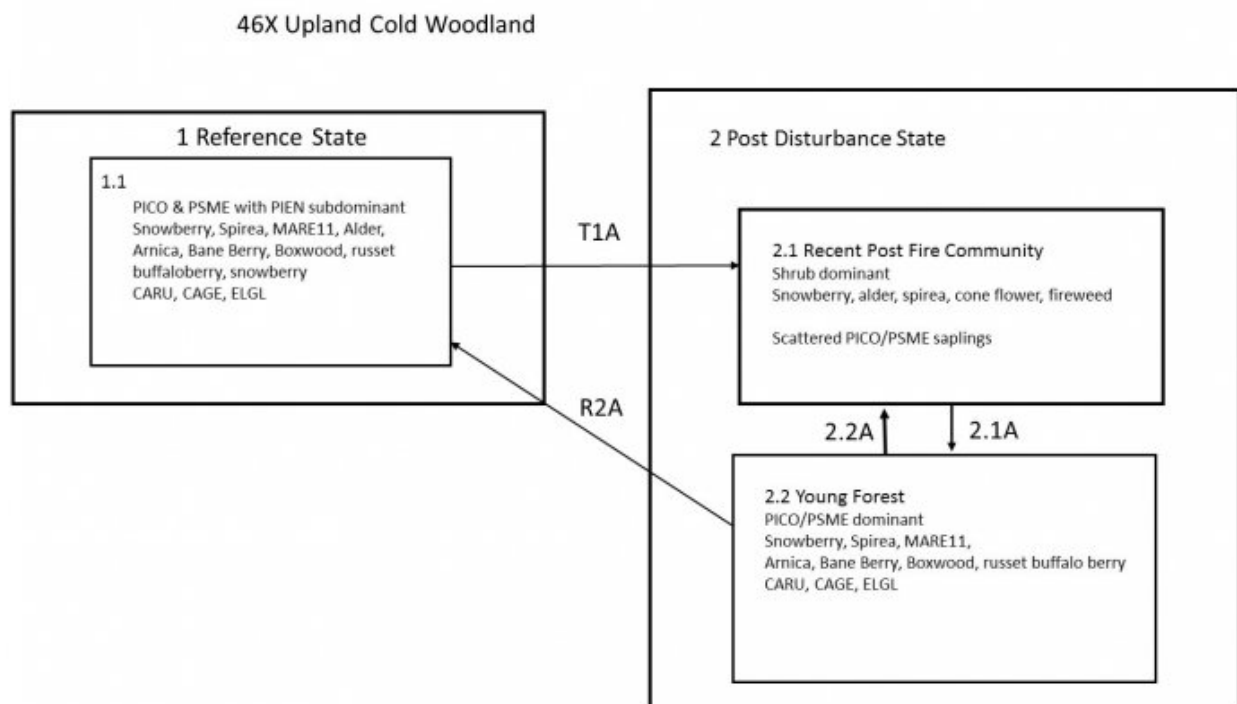 46X Upland Cold Woodland
1 Reference State
1.1
PICO & PSME with PIEN subdominant
Snowberry, Spirea, MARE11, Alder,
Arnica, Bane Berry, Boxwood, russet
buffaloberry, snowberry
CARU, CAGE, ELGL
T1A
R2A
2 Post Disturbance State
2.1 Recent Post Fire Community
Shrub dominant
Snowberry, alder, spirea, cone flower, fireweed
Scattered PICO/PSME saplings
2.2A
2.1A
2.2 Young Forest
PICO/PSME dominant
Snowberry, Spirea, MARE11,
Arnica, Bane Berry, Boxwood, russet buffalo berry
CARU, CAGE, ELGL